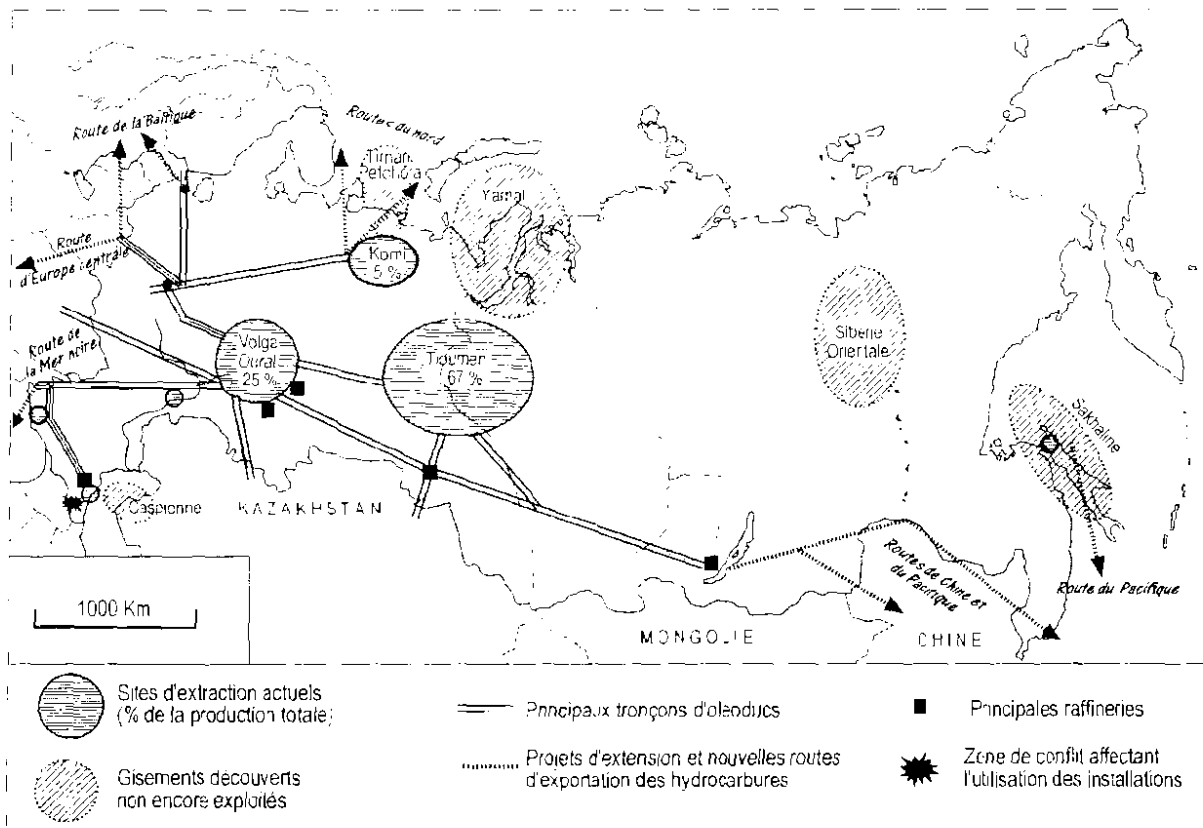 Route de la Baltique
Routes du nord
Timan
Petchora
Yamal
Route
d'Europe centrale
Komi
5 %
Route de
la Mer noire
Volga
Oural
25 %
Tioumen
67 %
Sibérie
Orientale
Sakhaline
Caspienne
KAZAKHSTAN
Routes de Chine et
du Pacifique
Route du Pacifique
1000 Km
MONGOLIE
CHINE
Sites d'extraction actuels
(% de la production totale)
Gisements découverts
non encore exploités
Principaux tronçons d'oléoducs
Projets d'extension et nouvelles routes
d'exportation des hydrocarbures
Principales raffineries
Zone de conflit affectant
l'utilisation des installations